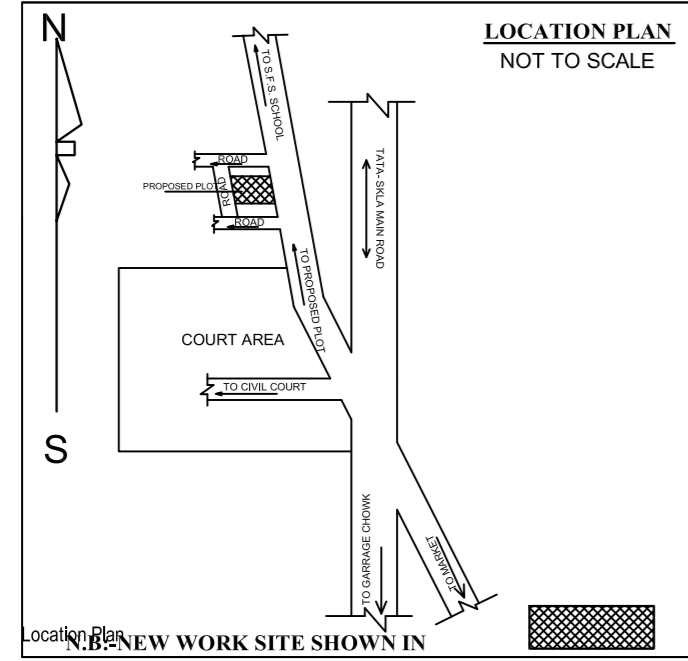 N
LOCATION PLAN
NOT TO SCALE
TO S.F.S. SCHOOL
TATA- SKLA MAIN ROAD
ROAD
PROPOSED PLOT
ROAD
ROAD
TO PROPOSED PLOT
COURT AREA
TO CIVIL COURT
S
TO GARRAGE CHOWK
TO MARKET
Location Plan
N.B:-NEW WORK SITE SHOWN IN